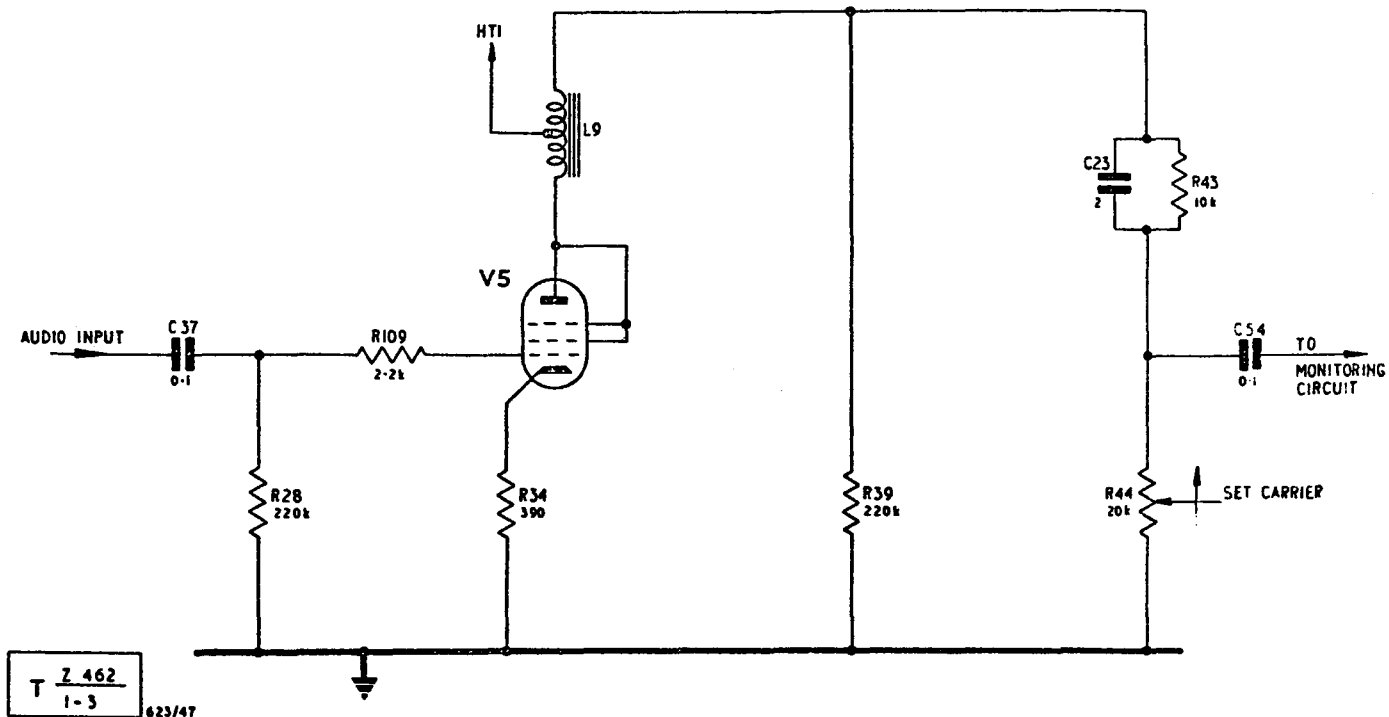 HT1
L9
C23
2
R43
10k
V5
AUDIO INPUT
C37
0·1
R109
2·2k
C54
0·1
TO
MONITORING
CIRCUIT
R28
220k
R34
390
R39
220k
R44
20k
SET CARRIER
T Z 462
1-3
623/47